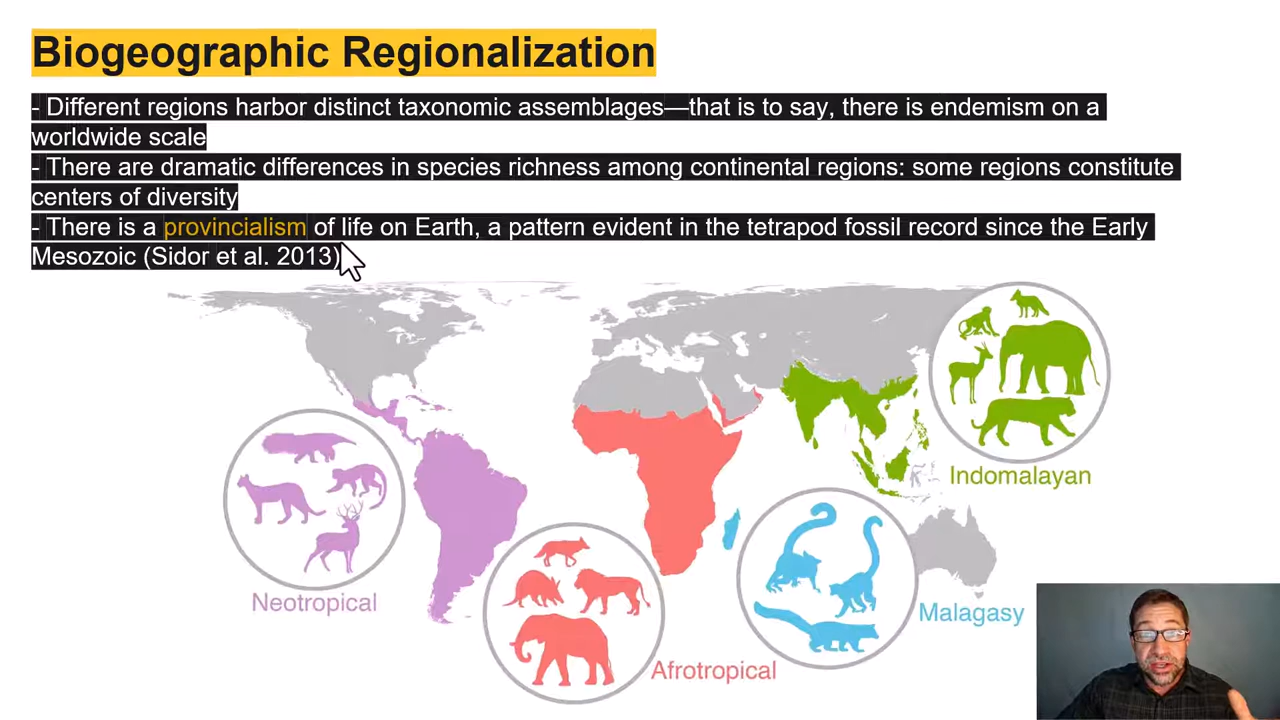 Biogeographic Regionalization
- Different regions harbor distinct taxonomic assemblages—that is to say, there is endemism on a
worldwide scale
- There are dramatic differences in species richness among continental regions: some regions constitute
centers of diversity
- There is a provincialism of life on Earth, a pattern evident in the tetrapod fossil record since the Early
Mesozoic (Sidor et al. 2013)
Indomalayan
Neotropical
Malagasy
Afrotropical